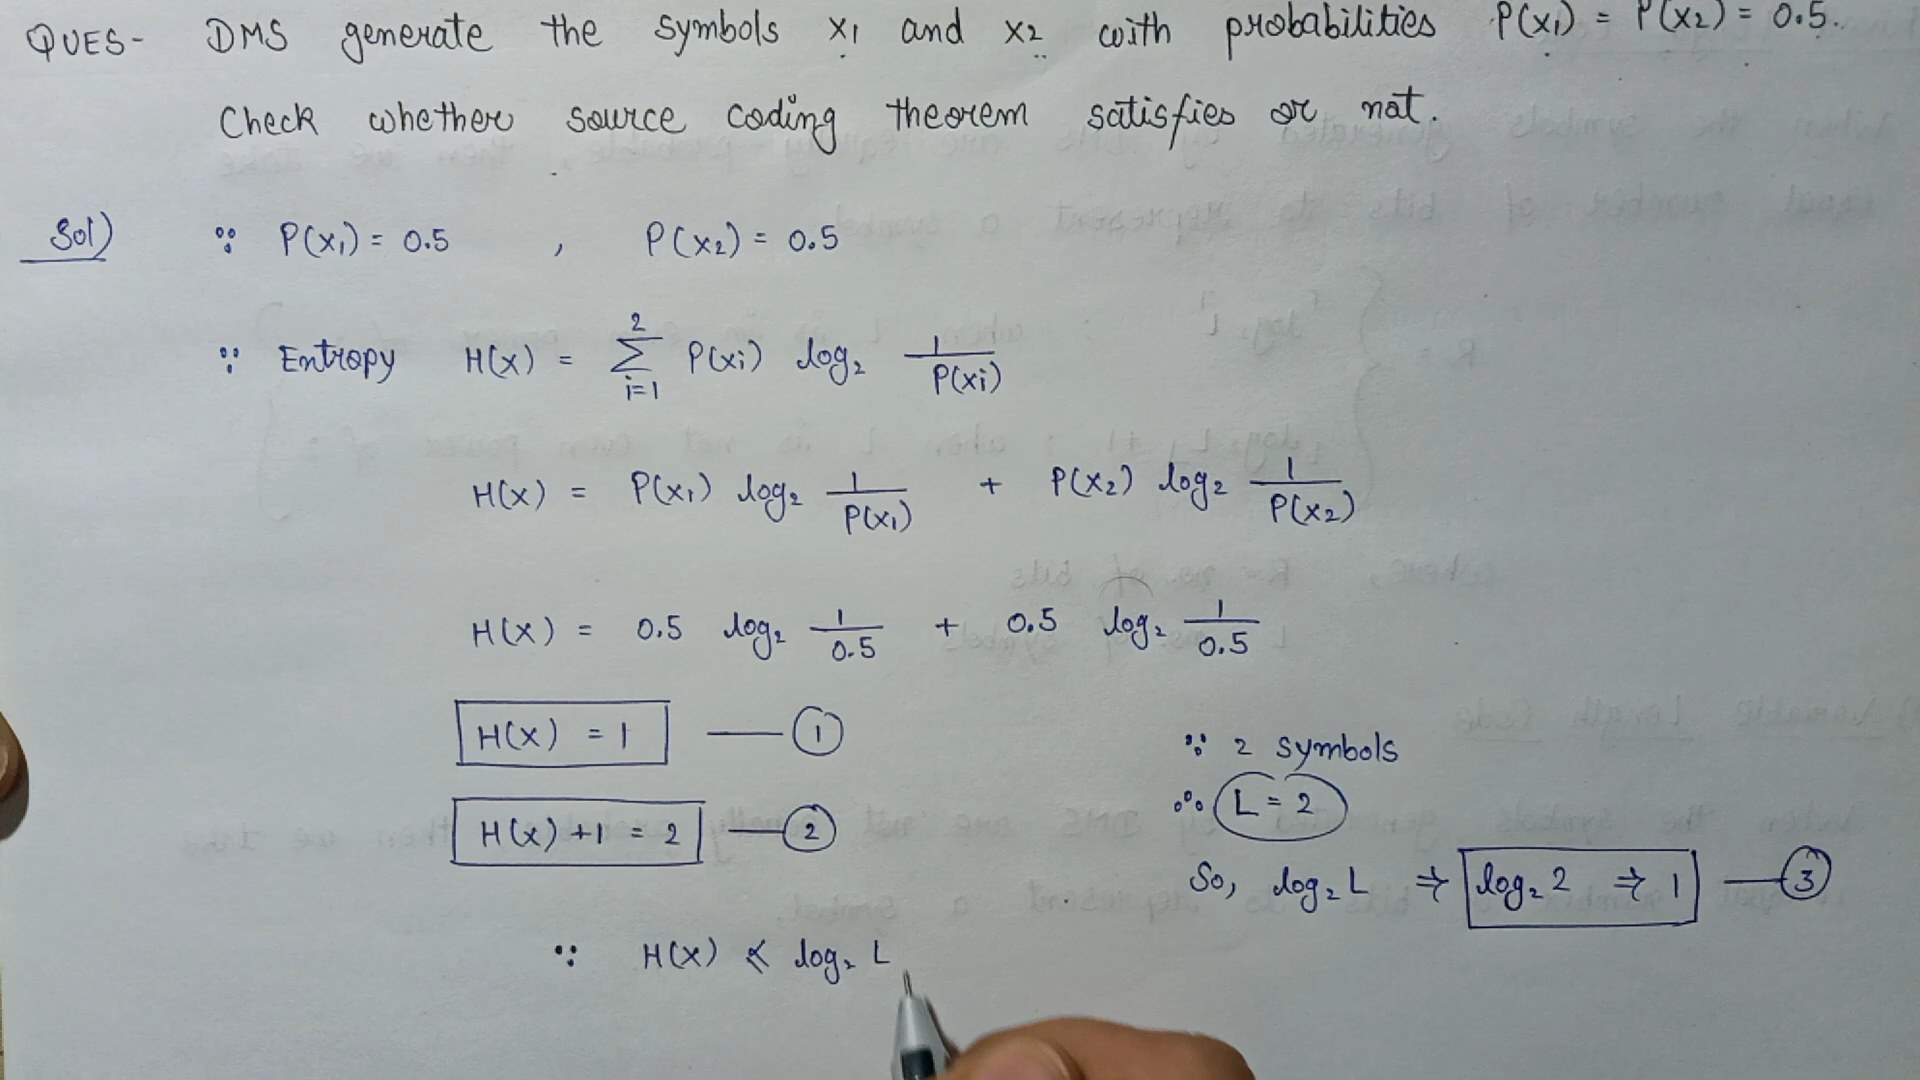 QUES- DMS generate the symbols x₁ and x₂ with probabilities P(x₁) = P(x₂) = 0.5.
Check whether source coding theorem satisfies or not.
Sol) ∵ P(x₁) = 0.5 , P(x₂) = 0.5
∵ Entropy H(x) = Σ_{i=1}^{2} P(xᵢ) log₂ 1/P(xᵢ)
H(x) = P(x₁) log₂ 1/P(x₁) + P(x₂) log₂ 1/P(x₂)
H(x) = 0.5 log₂ 1/0.5 + 0.5 log₂ 1/0.5
H(x) = 1 —— ①
∵ 2 symbols
H(x) + 1 = 2 —— ②
∴ L = 2
So, log₂ L ⇒ log₂ 2 ⇒ 1 —— ③
∵ H(x) ≮ log₂ L